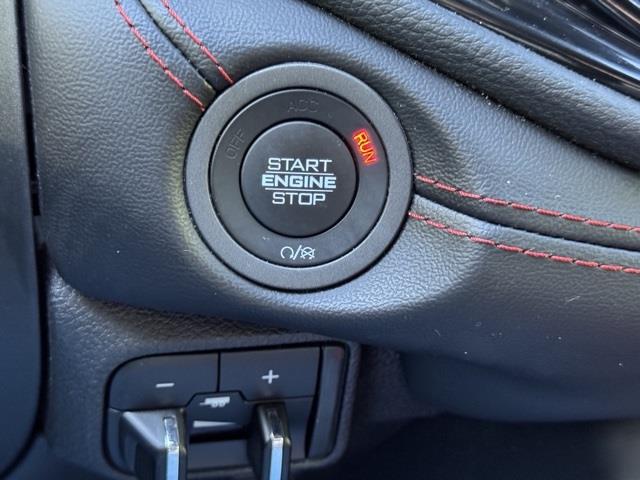 OFF
ACC
RUN
START
ENGINE
STOP
- +